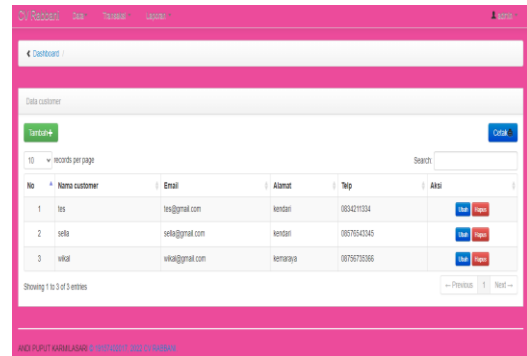 CV Rabbani Data Transaksi Laporan admin
Dashboard /
Data customer
Tambah Cetak
10 records per page Search:
No Nama customer Email Alamat Telp Aksi
1 tes tes@gmail.com kendari 0834211334 Ubah Hapus
2 sella sella@gmail.com kendari 08576543345 Ubah Hapus
3 wikal wikal@gmail.com kemaraya 08756735366 Ubah Hapus
Showing 1 to 3 of 3 entries ← Previous 1 Next →
ANDI PUPUT KARMILASARI